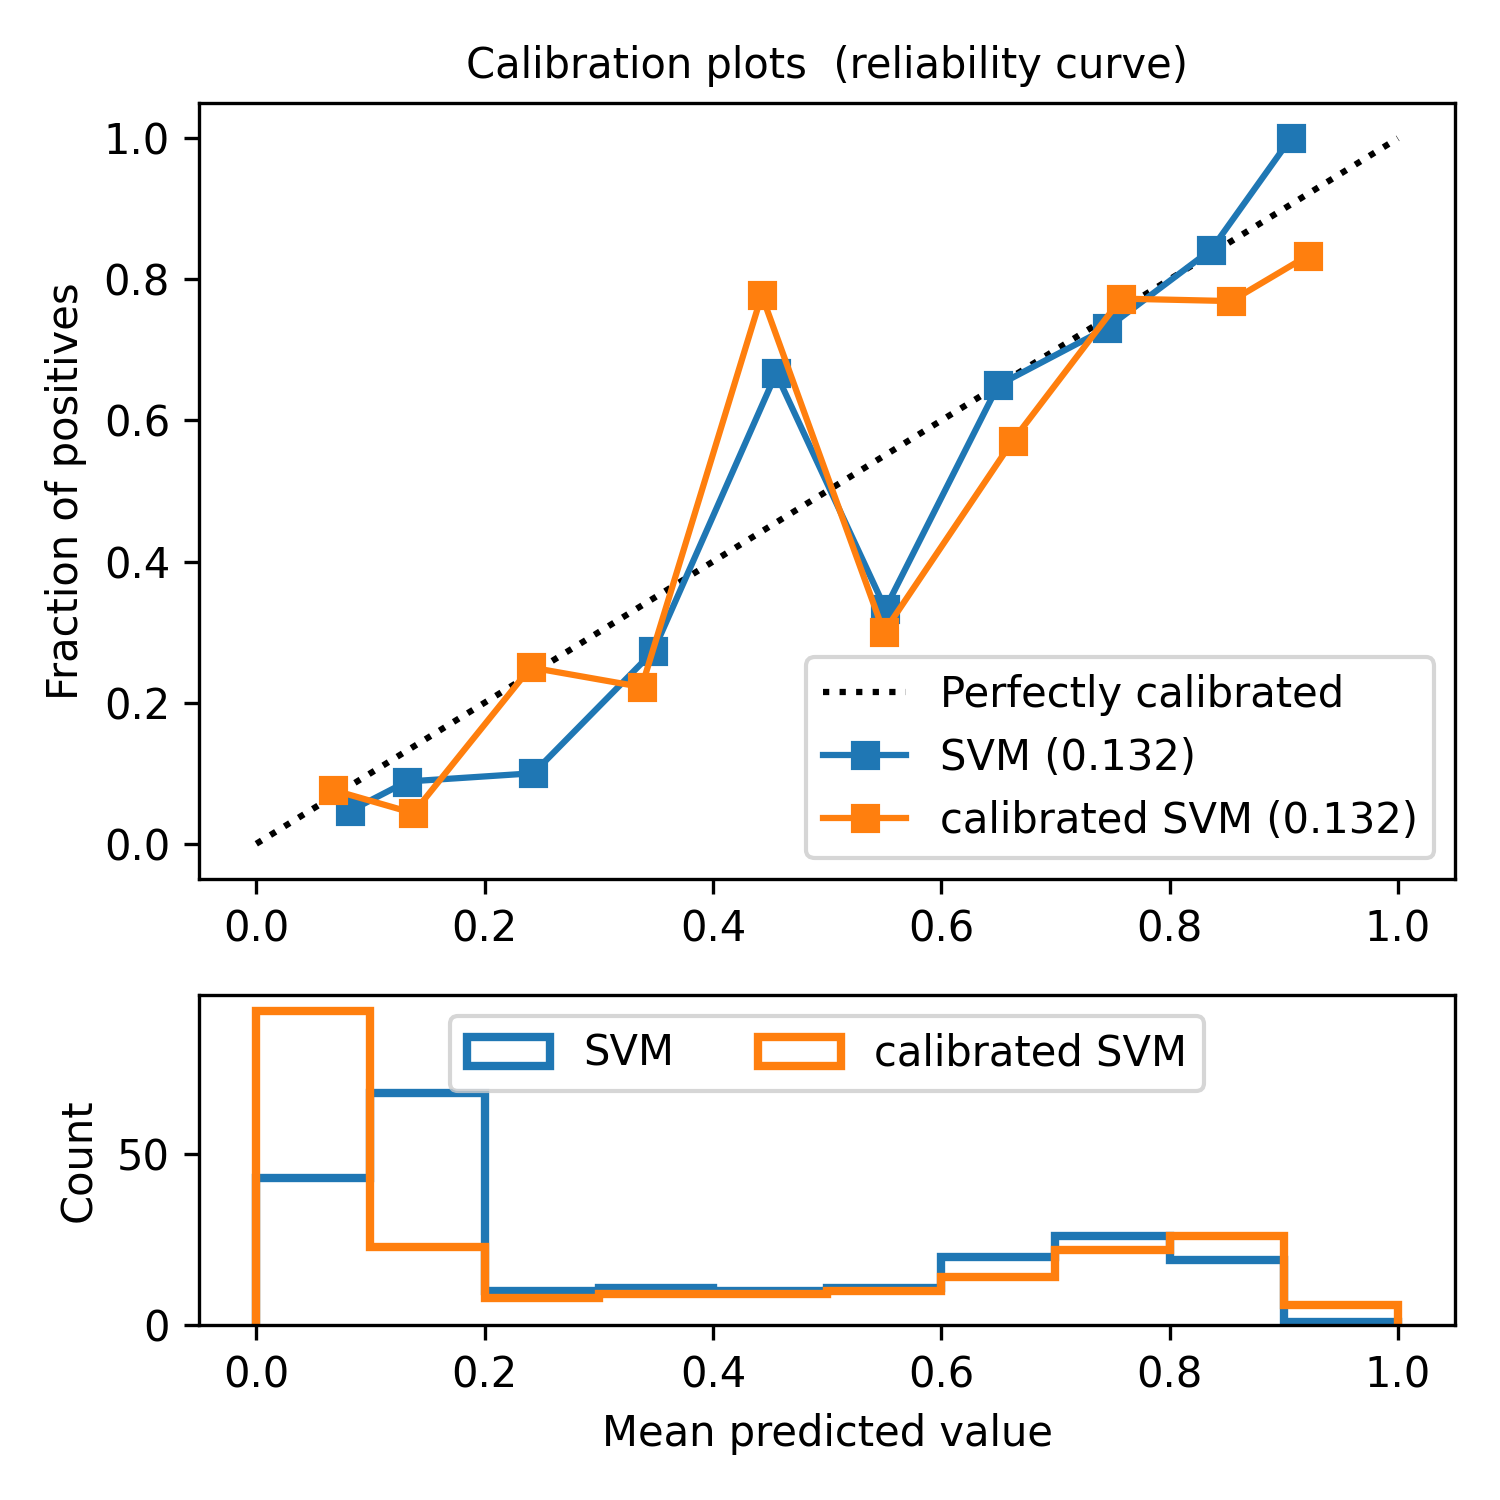 Calibration plots  (reliability curve)
1.0
0.8
0.6
0.4
0.2
0.0
Fraction of positives
Perfectly calibrated
SVM (0.132)
calibrated SVM (0.132)
0.0 0.2 0.4 0.6 0.8 1.0
SVM calibrated SVM
50
0
Count
0.0 0.2 0.4 0.6 0.8 1.0
Mean predicted value